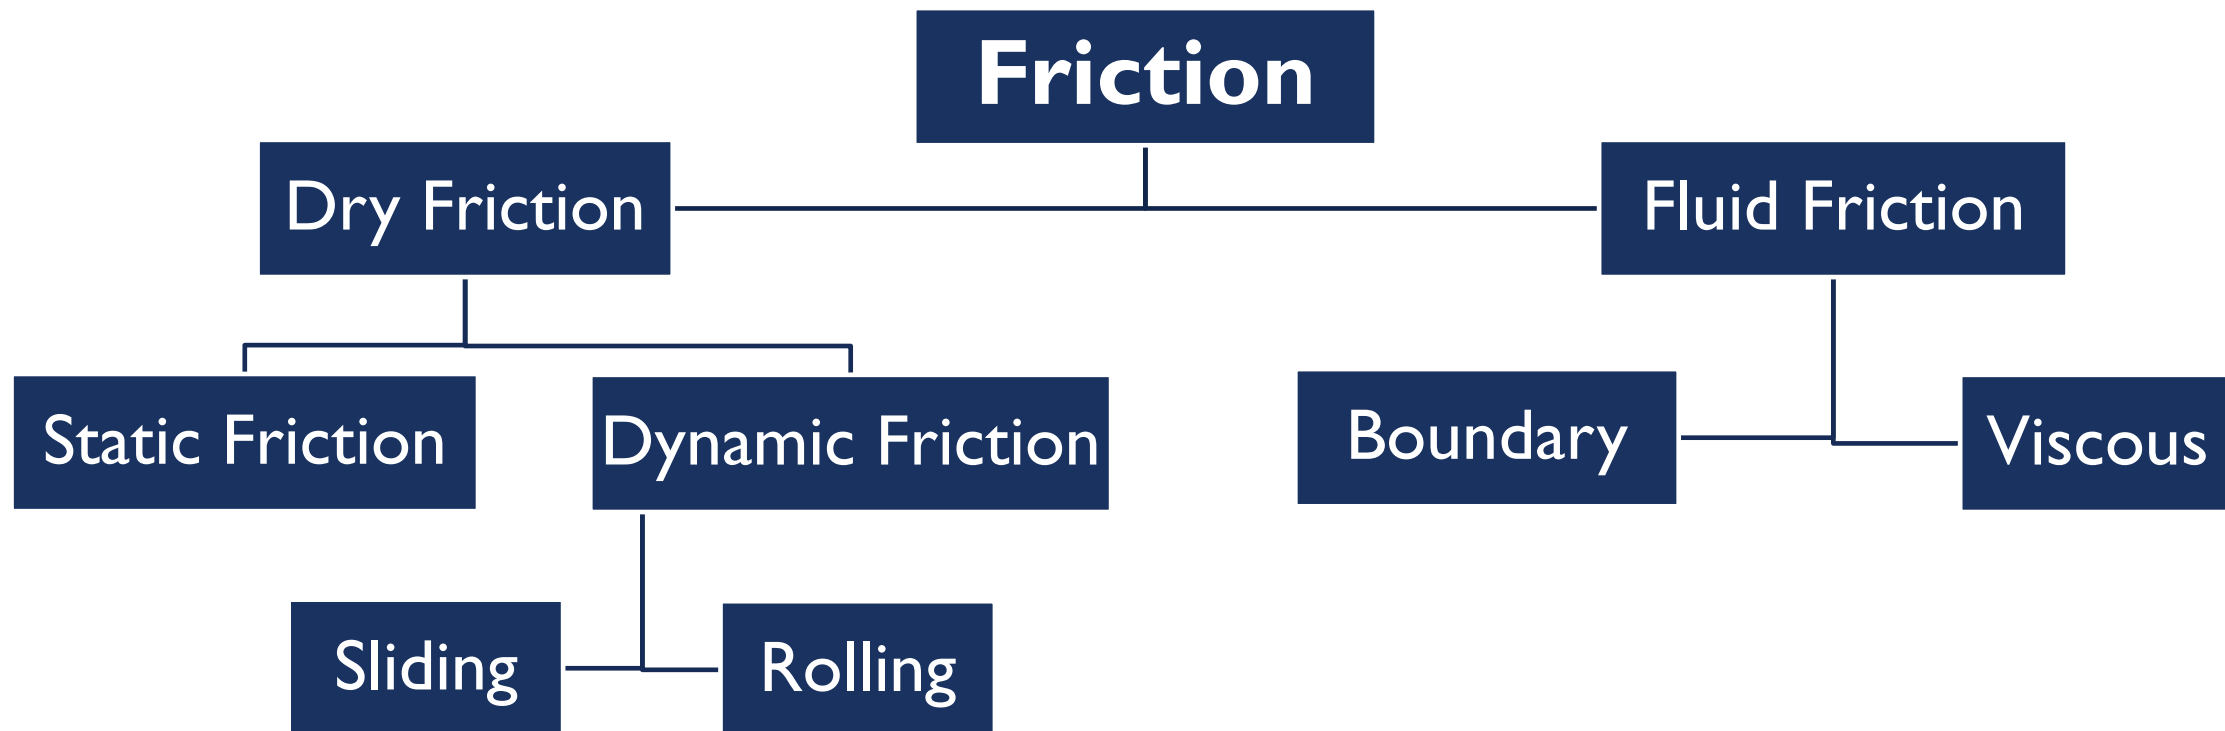 Friction
Dry Friction
Fluid Friction
Static Friction
Dynamic Friction
Boundary
Viscous
Sliding
Rolling